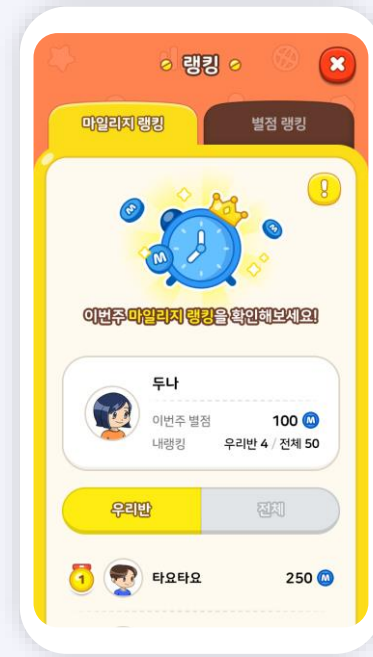 랭킹
마일리지 랭킹
별점 랭킹
M
M
M
이번주 마일리지 랭킹을 확인해보세요!
두나
이번주 별점 100 M
내랭킹 우리반 4 / 전체 50
우리반
전체
1 타요타요 250 M